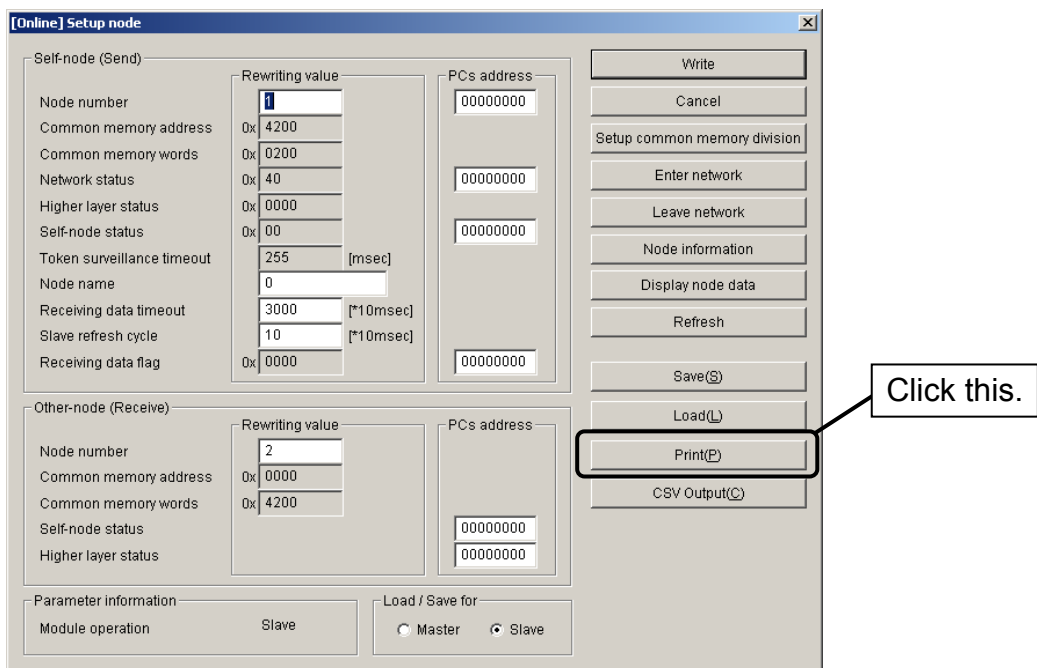 [Online] Setup node
Self-node (Send)
Rewriting value
PCs address
Node number 1 00000000
Common memory address 0x 4200
Common memory words 0x 0200
Network status 0x 40 00000000
Higher layer status 0x 0000
Self-node status 0x 00 00000000
Token surveillance timeout 255 [msec]
Node name 0
Receiving data timeout 3000 [*10msec]
Slave refresh cycle 10 [*10msec]
Receiving data flag 0x 0000 00000000
Other-node (Receive)
Rewriting value
PCs address
Node number 2
Common memory address 0x 0000
Common memory words 0x 4200
Self-node status 00000000
Higher layer status 00000000
Parameter information
Module operation Slave
Load / Save for
Master Slave
Write
Cancel
Setup common memory division
Enter network
Leave network
Node information
Display node data
Refresh
Save(S)
Load(L)
Print(P)
CSV Output(C)
Click this.